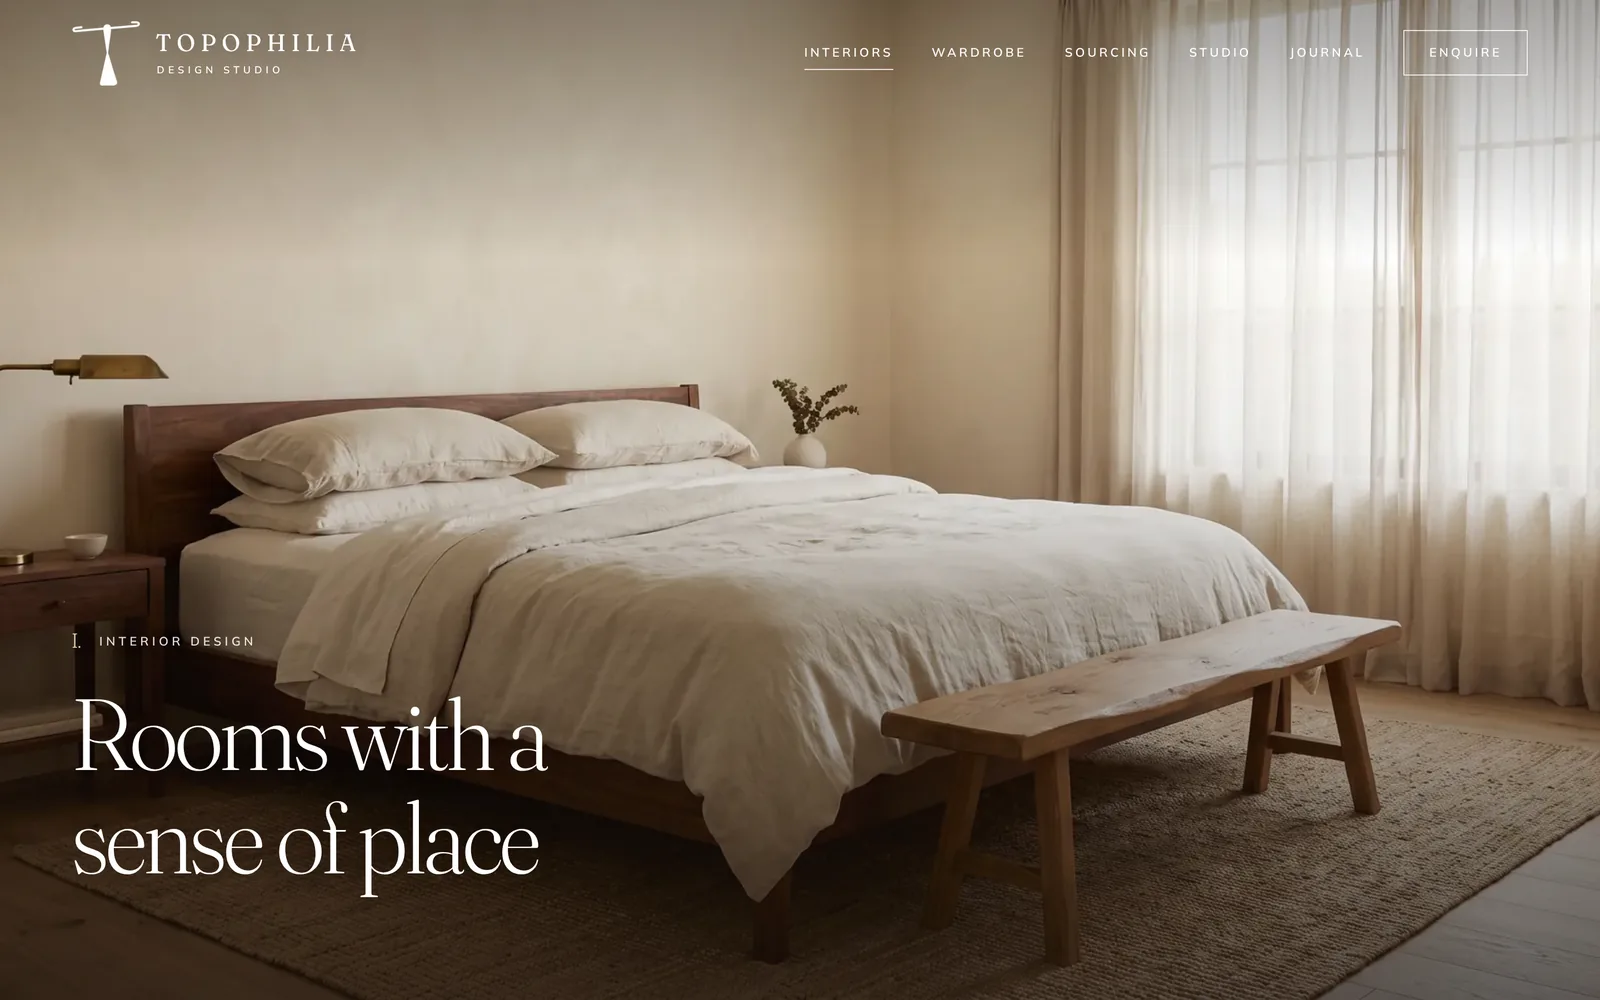 TOPOPHILIA
DESIGN STUDIO
INTERIORS
WARDROBE
SOURCING
STUDIO
JOURNAL
ENQUIRE
I. INTERIOR DESIGN
Rooms with a
sense of place